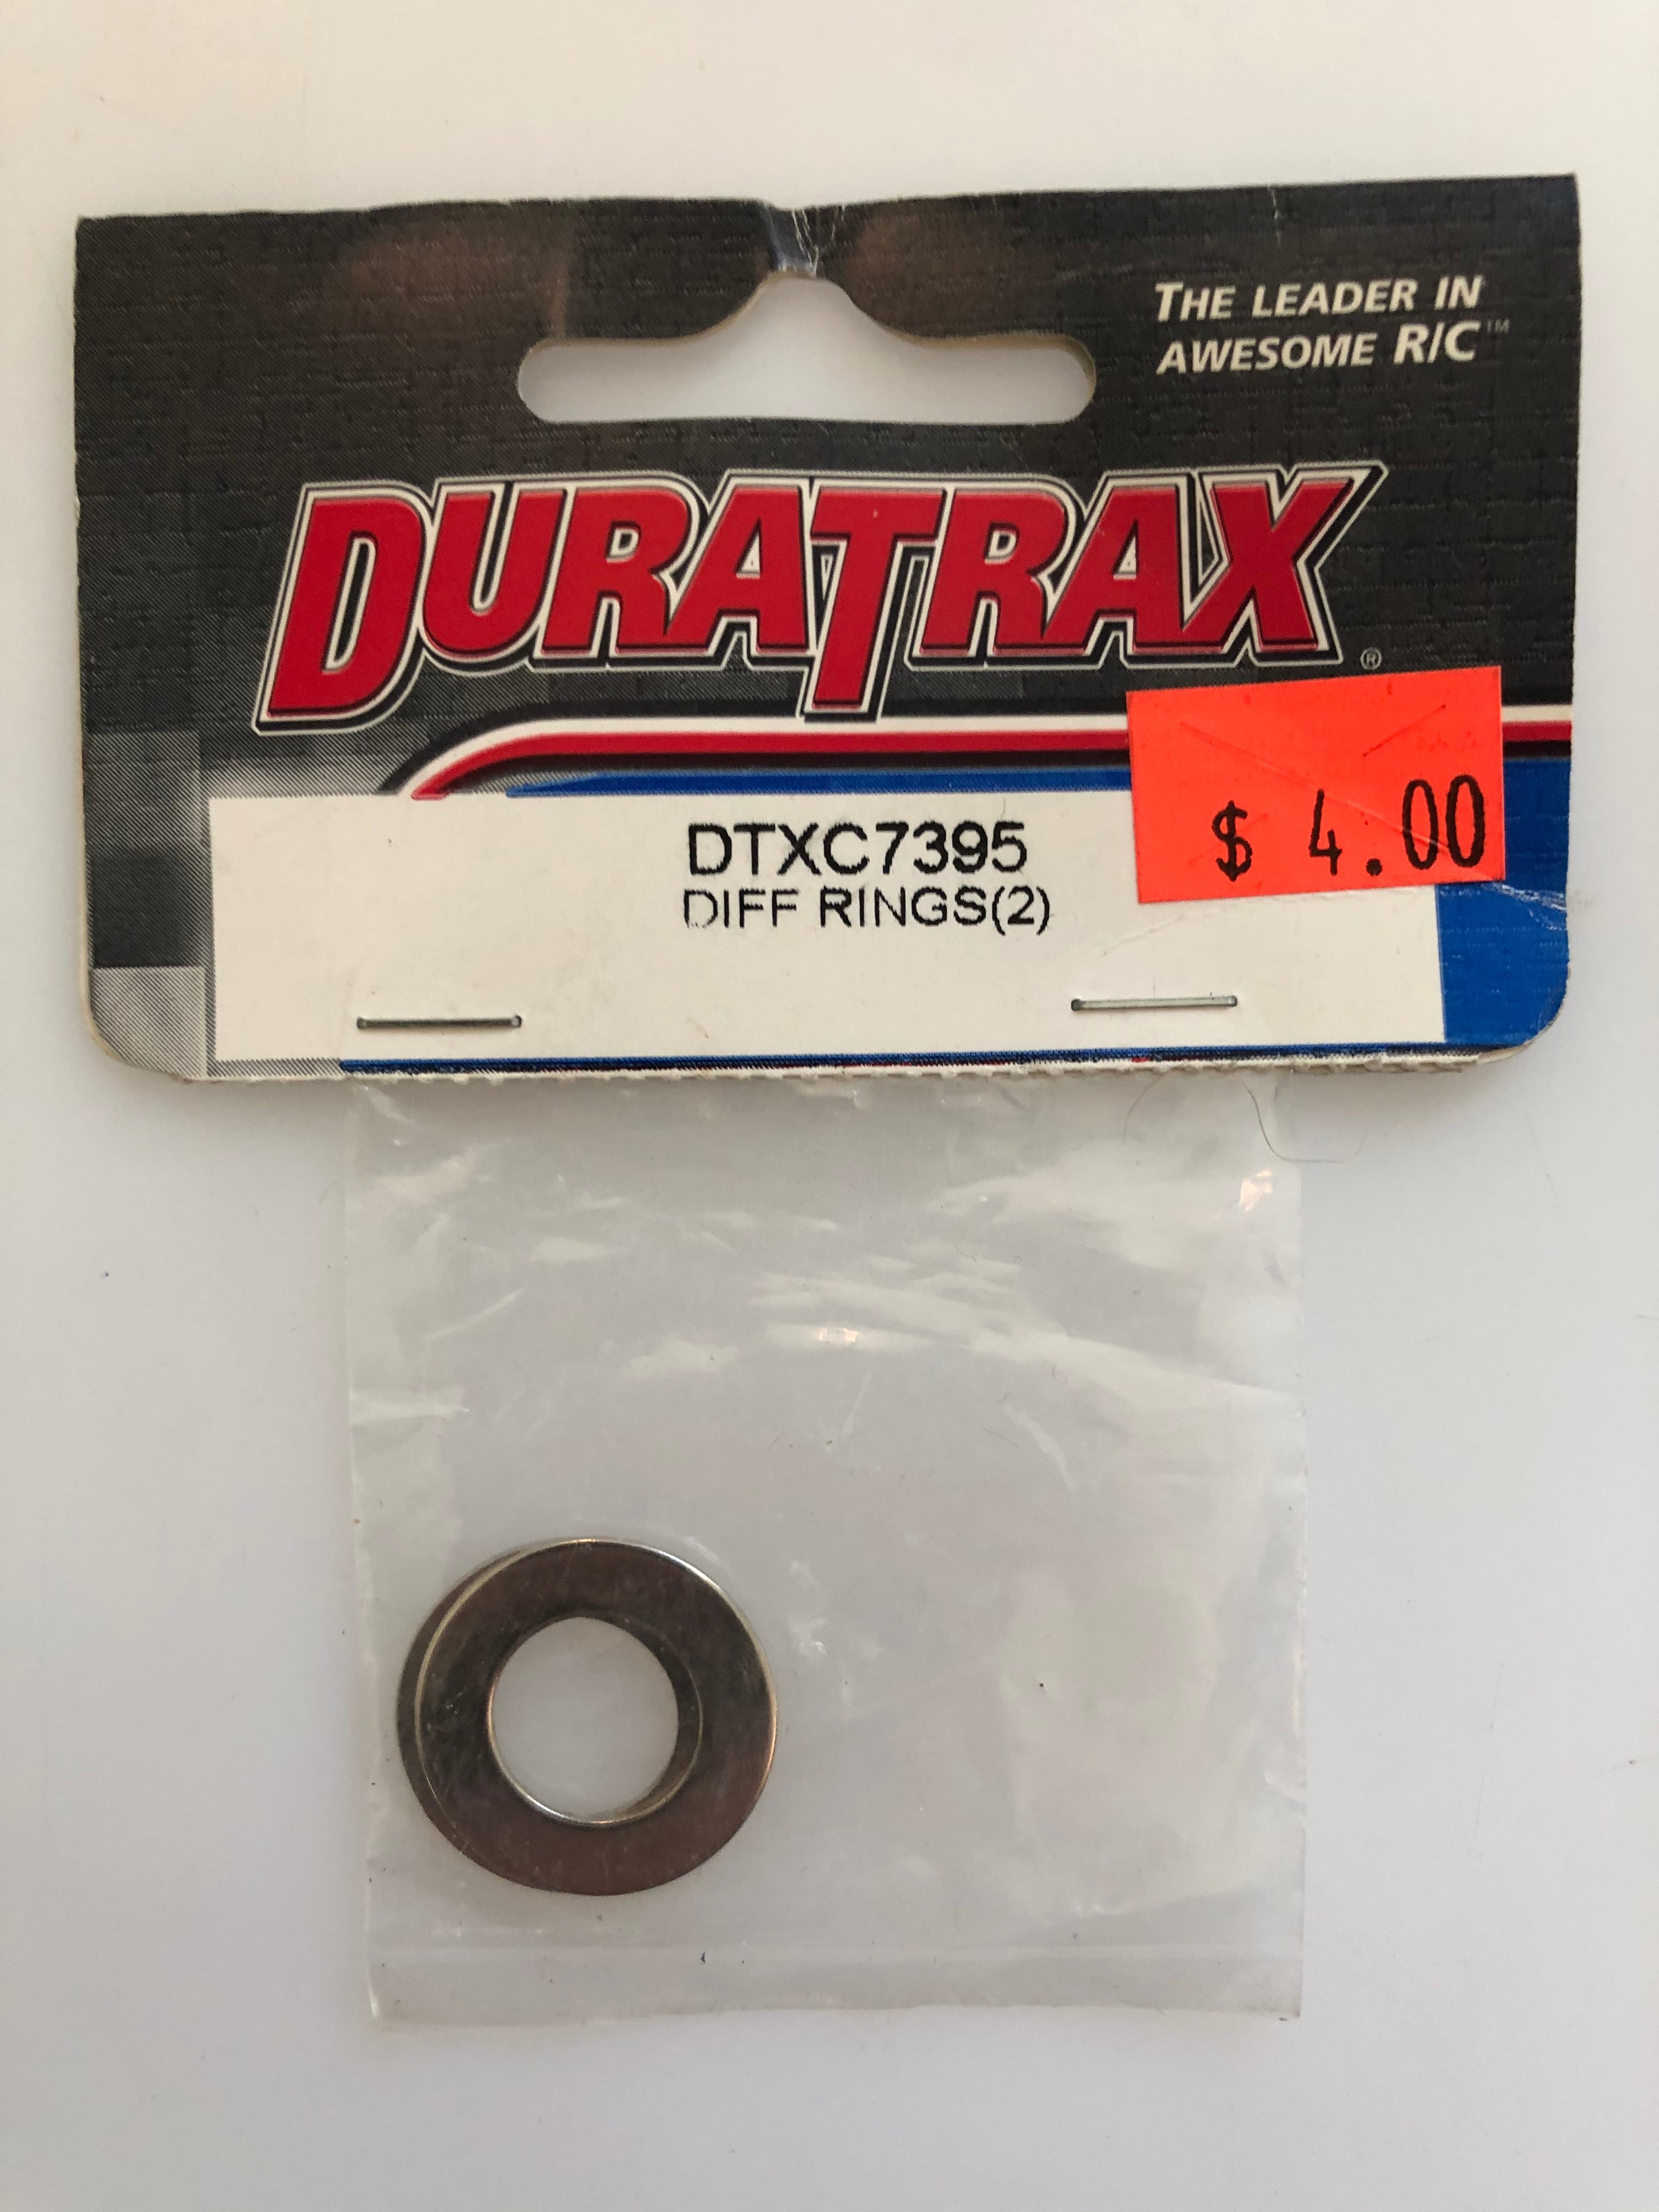 THE LEADER IN
AWESOME R/C™
DURATRAX®
$ 4.00
DTXC7395
DIFF RINGS(2)